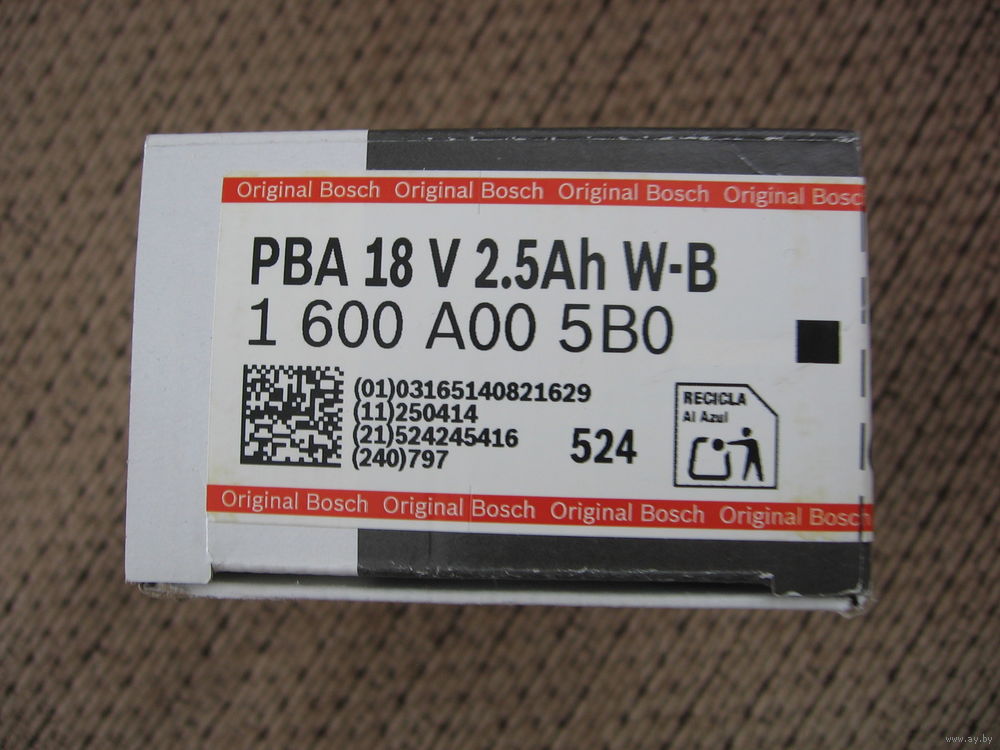 Original Bosch Original Bosch Original Bosch Original Bosc
PBA 18 V 2.5Ah W-B
1 600 A00 5B0
(01)03165140821629
(11)250414
(21)524245416
(240)797
524
RECICLA
Al Azul
Original Bosch Original Bosch Original Bosch Original Bosch
www.ay.by